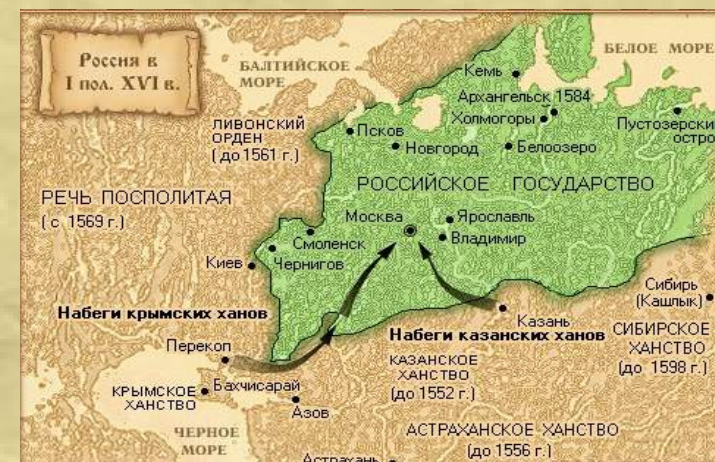 Россия в
I пол. XVI в.
БАЛТИЙСКОЕ
МОРЕ
БЕЛОЕ МОРЕ
Кемь
Архангельск 1584
Холмогоры
Пустозерски
остро
ЛИВОНСКИЙ
ОРДЕН
(до 1561 г.)
Псков
Новгород
Белоозеро
РЕЧЬ ПОСПОЛИТАЯ
(с 1569 г.)
РОССИЙСКОЕ ГОСУДАРСТВО
Москва
Ярославль
Владимир
Смоленск
Киев
Чернигов
Сибирь
(Кашлык)
Набеги крымских ханов
Казань
Набеги казанских ханов
СИБИРСКОЕ
ХАНСТВО
(до 1598 г.)
Перекоп
КАЗАНСКОЕ
ХАНСТВО
(до 1552 г.)
Бахчисарай
КРЫМСКОЕ
ХАНСТВО
Азов
ЧЕРНОЕ
МОРЕ
АСТРАХАНСКОЕ ХАНСТВО
(до 1556 г.)
Астрахань